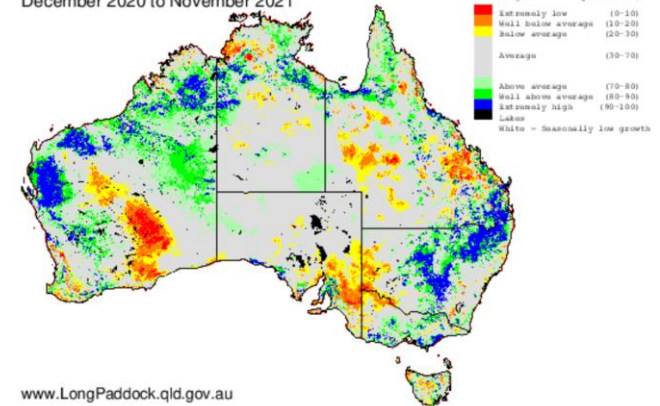 December 2020 to November 2021
Extremely low (0-10)
Well below average (10-20)
Below average (20-30)
Average (30-70)
Above average (70-80)
Well above average (80-90)
Extremely high (90-100)
Lakes
White - Seasonally low growth
www.LongPaddock.qld.gov.au